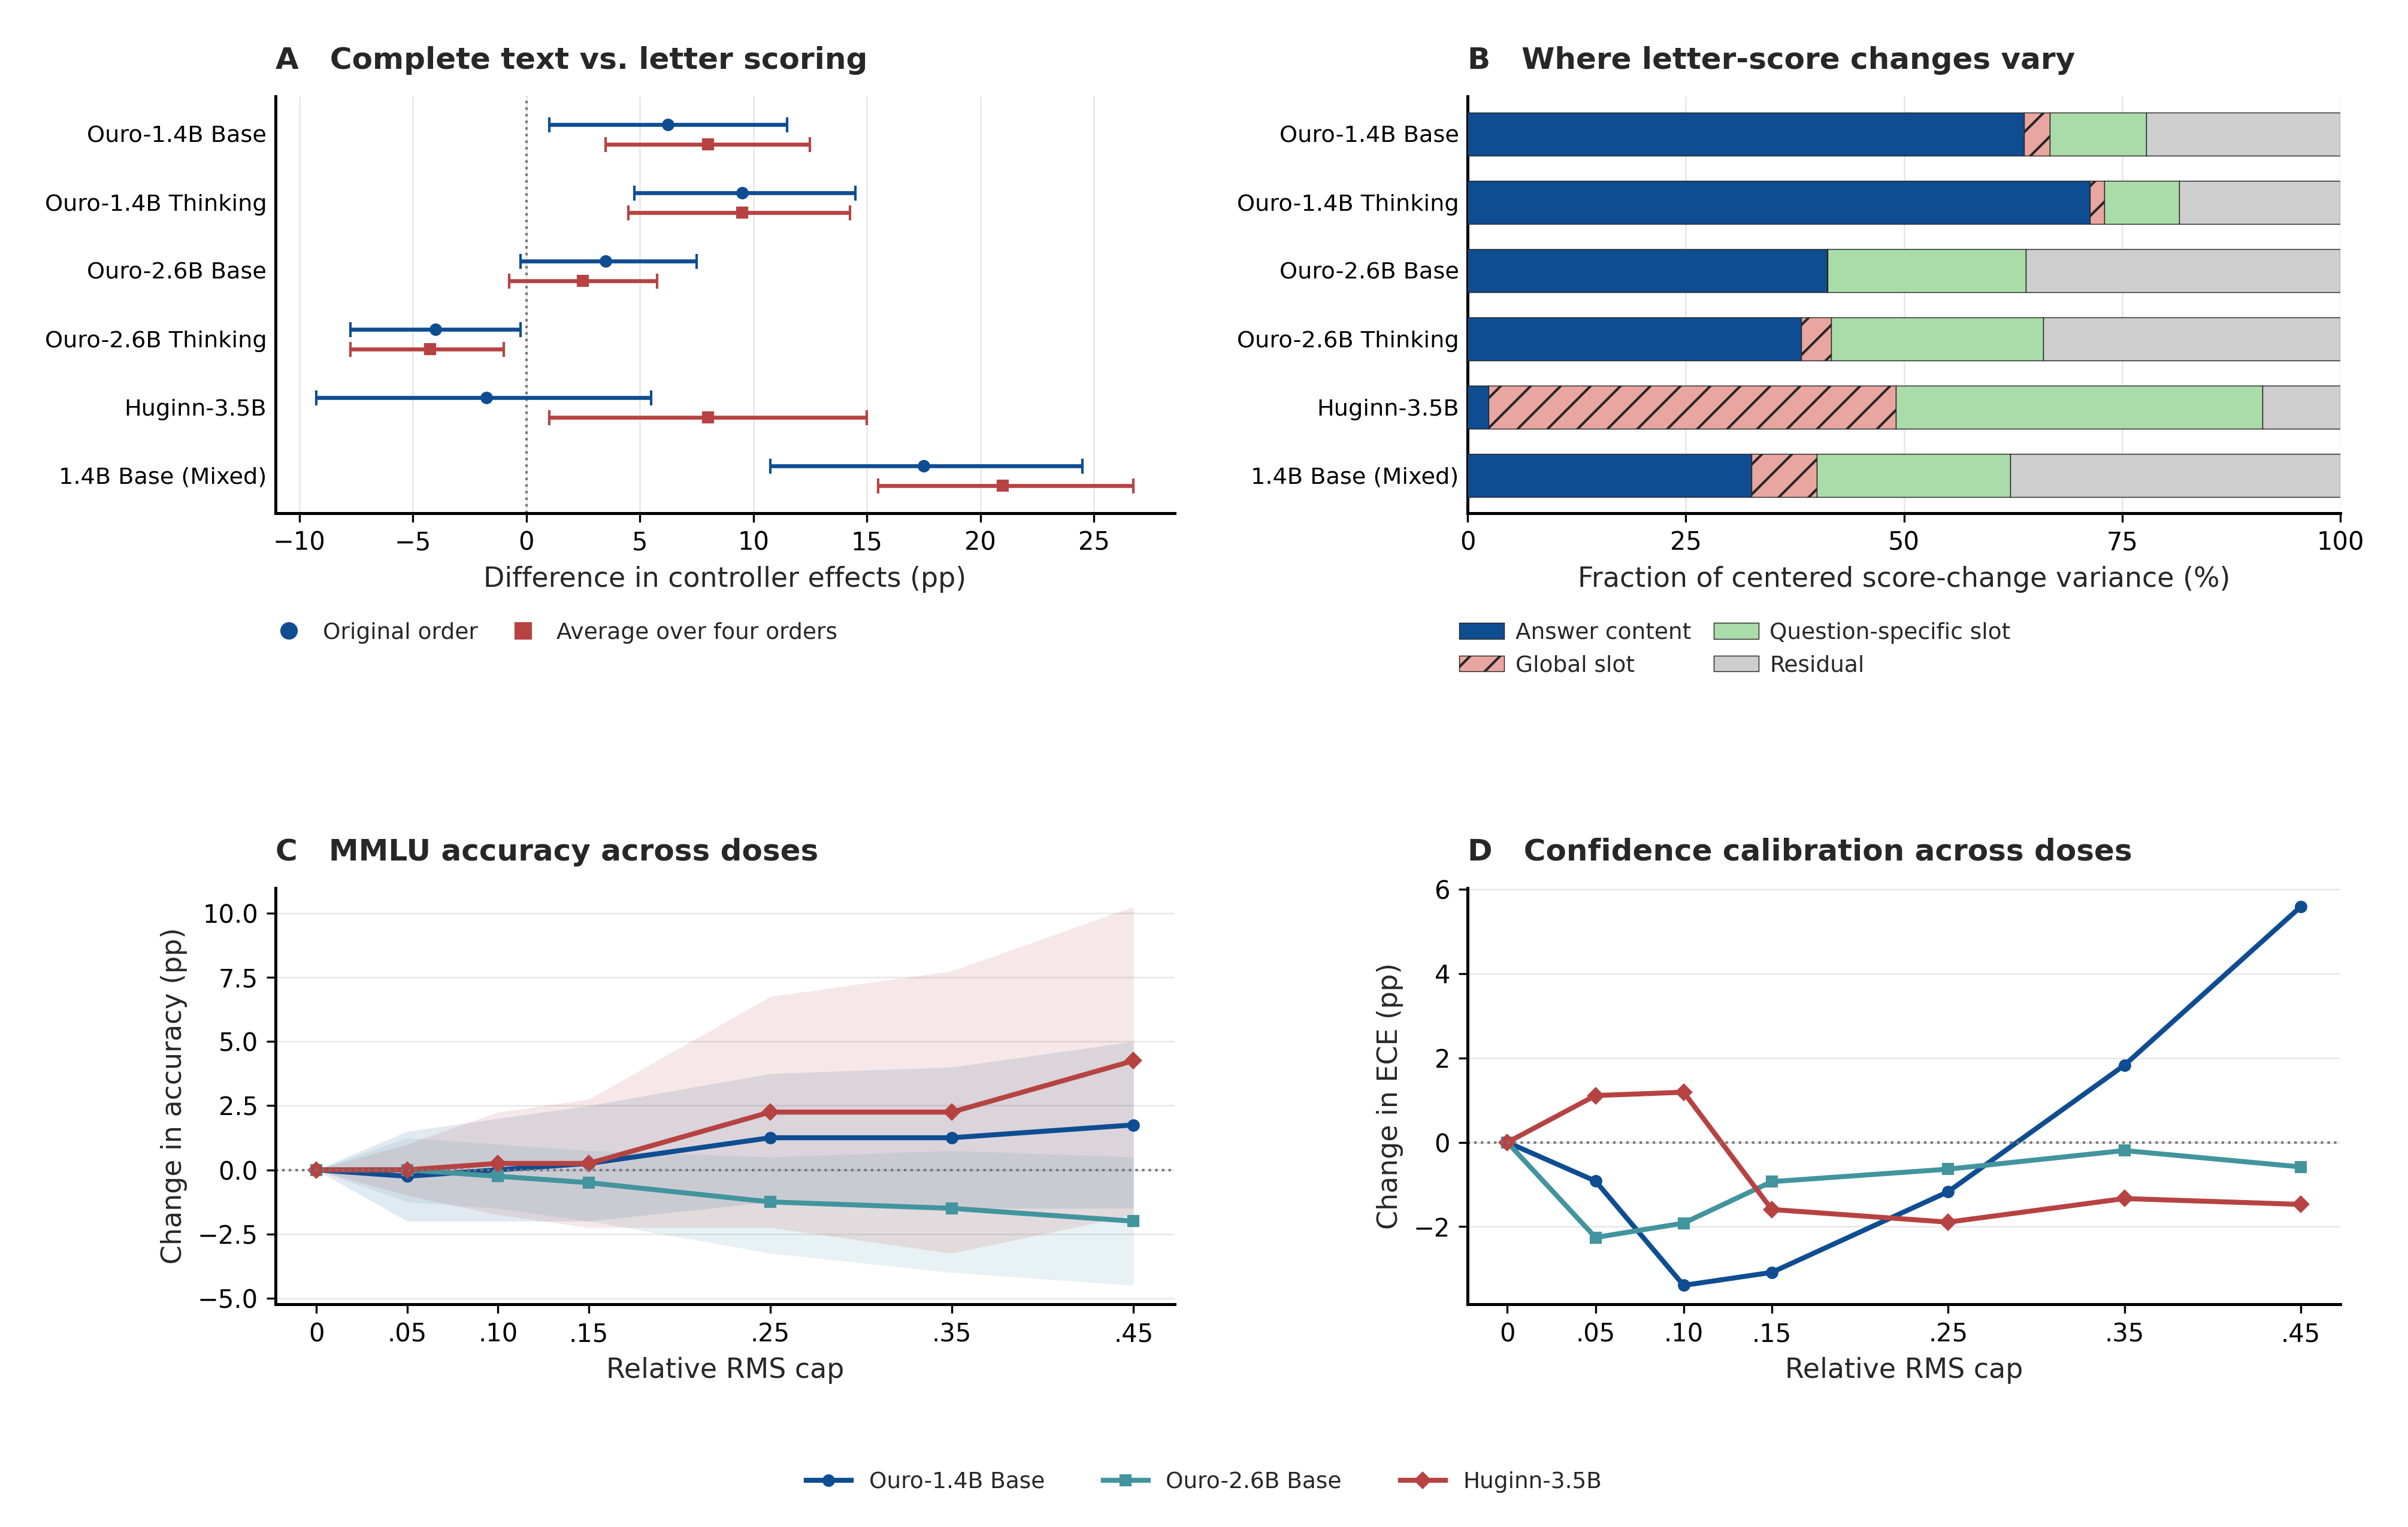 A Complete text vs. letter scoring
Ouro-1.4B Base
Ouro-1.4B Thinking
Ouro-2.6B Base
Ouro-2.6B Thinking
Huginn-3.5B
1.4B Base (Mixed)
−10 −5 0 5 10 15 20 25
Difference in controller effects (pp)
Original order Average over four orders
B Where letter-score changes vary
Ouro-1.4B Base
Ouro-1.4B Thinking
Ouro-2.6B Base
Ouro-2.6B Thinking
Huginn-3.5B
1.4B Base (Mixed)
0 25 50 75 100
Fraction of centered score-change variance (%)
Answer content Question-specific slot
Global slot Residual
C MMLU accuracy across doses
Change in accuracy (pp)
10.0
7.5
5.0
2.5
0.0
−2.5
−5.0
0 .05 .10 .15 .25 .35 .45
Relative RMS cap
D Confidence calibration across doses
Change in ECE (pp)
6
4
2
0
−2
0 .05 .10 .15 .25 .35 .45
Relative RMS cap
Ouro-1.4B Base Ouro-2.6B Base Huginn-3.5B